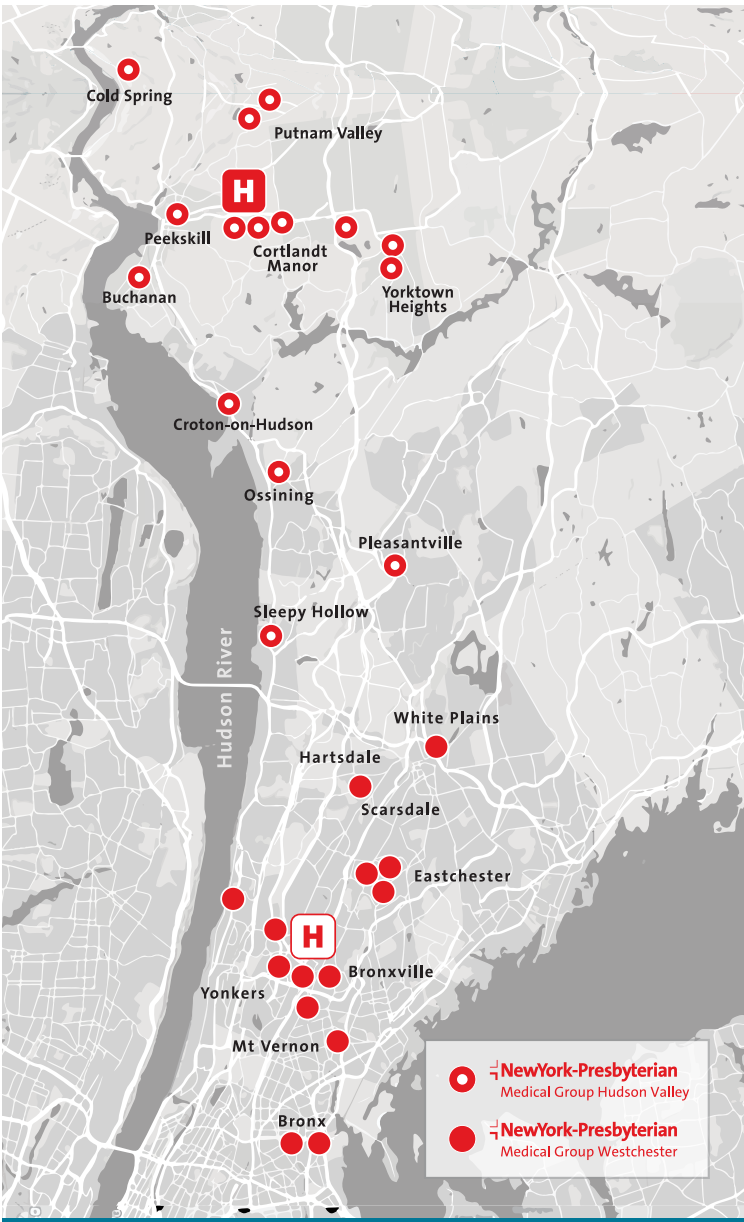 Cold Spring
Putnam Valley
H
Peekskill
Cortlandt
Manor
Buchanan
Yorktown
Heights
Croton-on-Hudson
Ossining
Pleasantville
Sleepy Hollow
Hudson River
White Plains
Hartsdale
Scarsdale
Eastchester
H
Bronxville
Yonkers
Mt Vernon
Bronx
NewYork-Presbyterian
Medical Group Hudson Valley
NewYork-Presbyterian
Medical Group Westchester